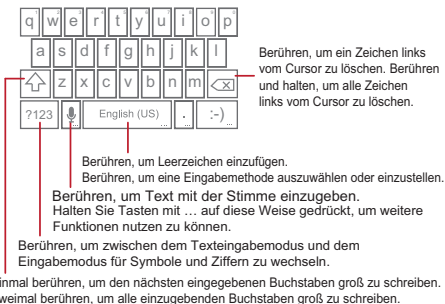 q w e r t y u i o p
a s d f g h j k l
z x c v b n m
?123 English (US) . :-)
Berühren, um ein Zeichen links
vom Cursor zu löschen. Berühren
und halten, um alle Zeichen
links vom Cursor zu löschen.
Berühren, um Leerzeichen einzufügen.
Berühren, um eine Eingabemethode auszuwählen oder einzustellen.
Berühren, um Text mit der Stimme einzugeben.
Halten Sie Tasten mit … auf diese Weise gedrückt, um weitere
Funktionen nutzen zu können.
Berühren, um zwischen dem Texteingabemodus und dem
Eingabemodus für Symbole und Ziffern zu wechseln.
inmal berühren, um den nächsten eingegebenen Buchstaben groß zu schreiben.
weimal berühren, um alle einzugebenden Buchstaben groß zu schreiben.